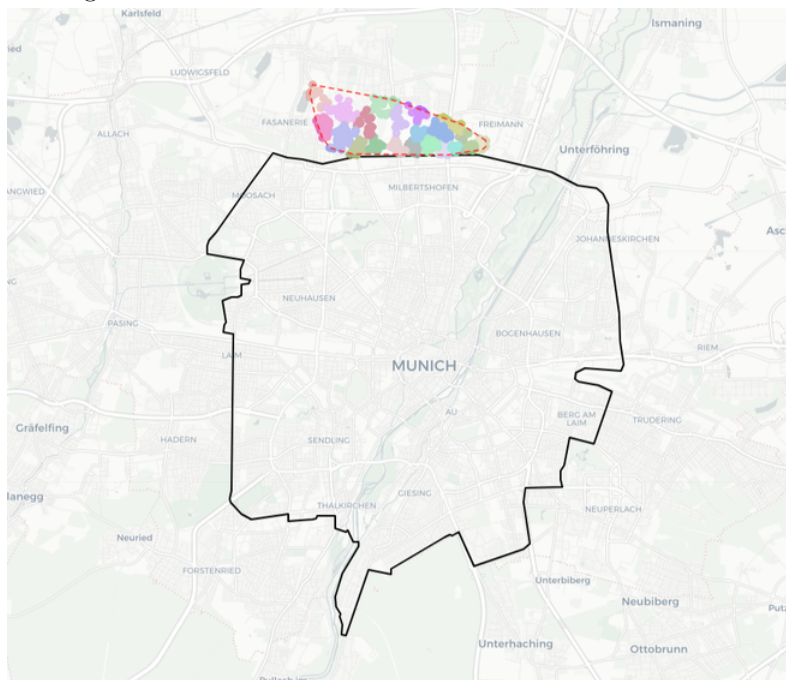 Karlsfeld
Ismaning
LUDWIGSFELD
FASANERIE
FREIMANN
ALLACH
Unterföhring
MOOSACH
MILBERTSHOFEN
JOHANNESKIRCHEN
NEUHAUSEN
PASING
BOGENHAUSEN
LAIM
RIEM
MUNICH
AU
BERG AM
LAIM
TRUDERING
Gräfelfing
HADERN
SENDLING
GIESING
THALKIRCHEN
NEUPERLACH
Neuried
FORSTENRIED
Unterbiberg
Neubiberg
Unterhaching
Ottobrunn